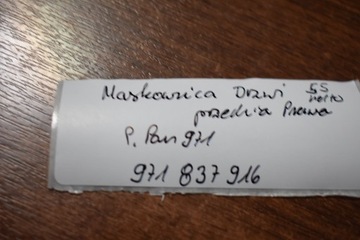 Maskownica Drzwi 55
netto
przednia Prawa
P. Pan 971
971 837 916